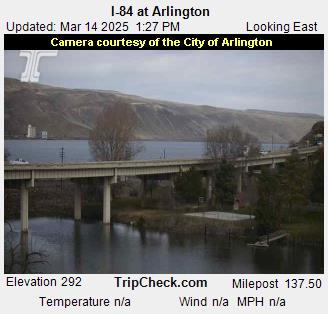 I-84 at Arlington
Updated: Mar 14 2025 1:27 PM Looking East
Camera courtesy of the City of Arlington
Elevation 292 TripCheck.com Milepost 137.50
Temperature n/a Wind n/a MPH n/a